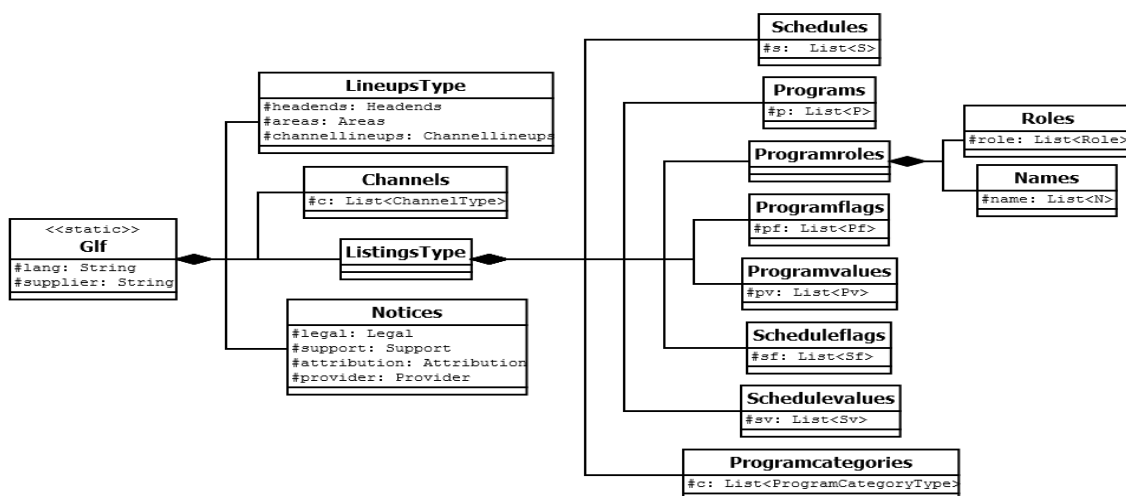 <<static>>
Glf
#lang: String
#supplier: String
LineupsType
#headends: Headends
#areas: Areas
#channellineups: Channellineups
Channels
#c: List<ChannelType>
ListingsType
Notices
#legal: Legal
#support: Support
#attribution: Attribution
#provider: Provider
Schedules
#s: List<S>
Programs
#p: List<P>
Programroles
Roles
#role: List<Role>
Names
#name: List<N>
Programflags
#pf: List<Pf>
Programvalues
#pv: List<Pv>
Scheduleflags
#sf: List<Sf>
Schedulevalues
#sv: List<Sv>
Programcategories
#c: List<ProgramCategoryType>